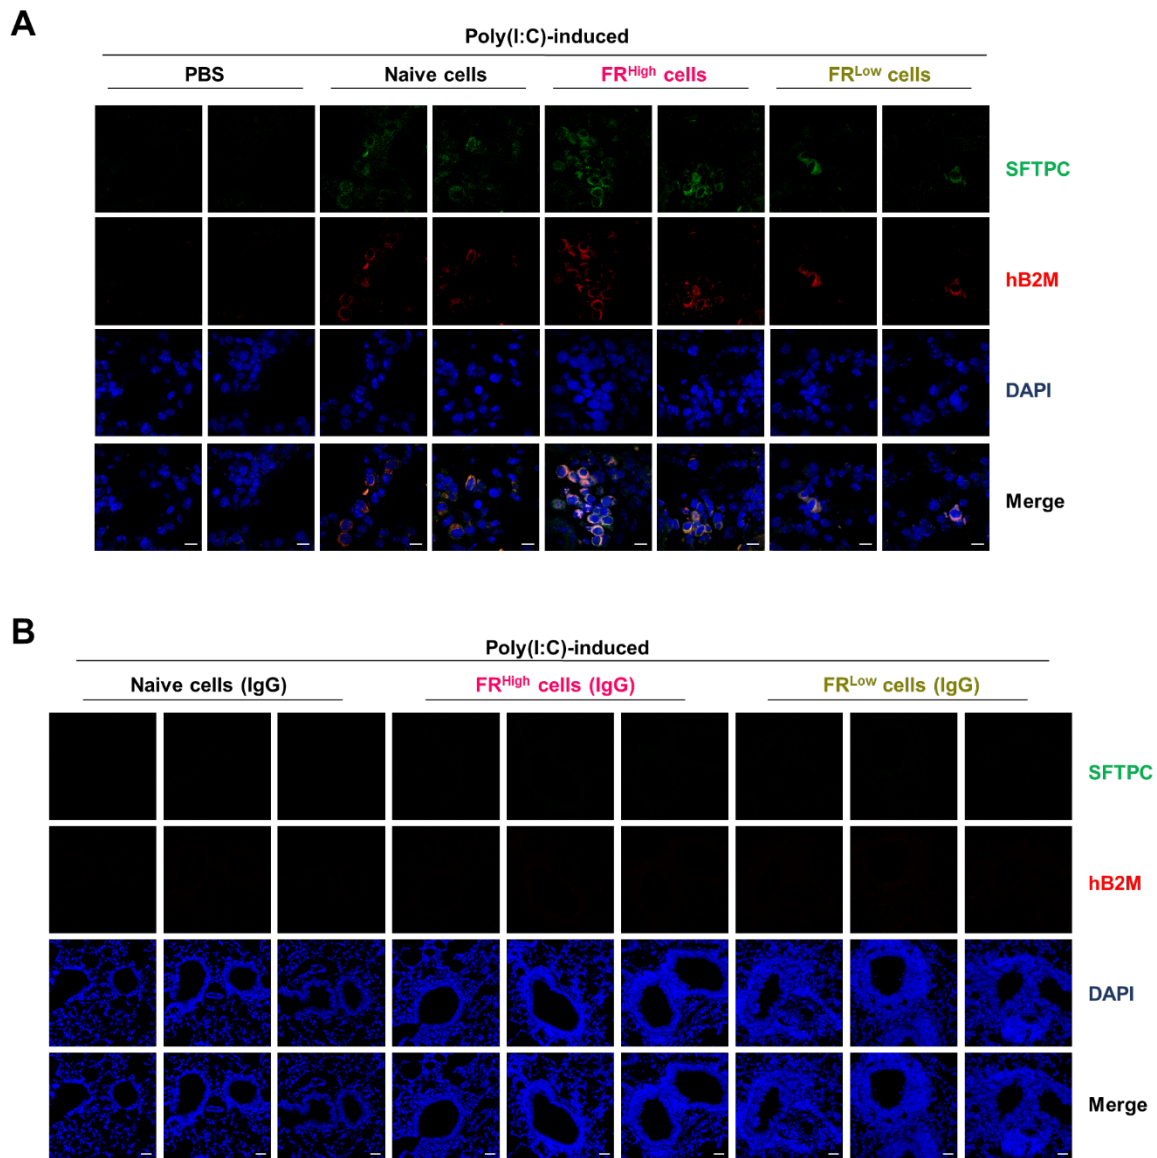 A
Poly(I:C)-induced
PBS
Naive cells
FRHigh cells
FRLow cells
SFTPC
hB2M
DAPI
Merge
B
Poly(I:C)-induced
Naive cells (IgG)
FRHigh cells (IgG)
FRLow cells (IgG)
SFTPC
hB2M
DAPI
Merge